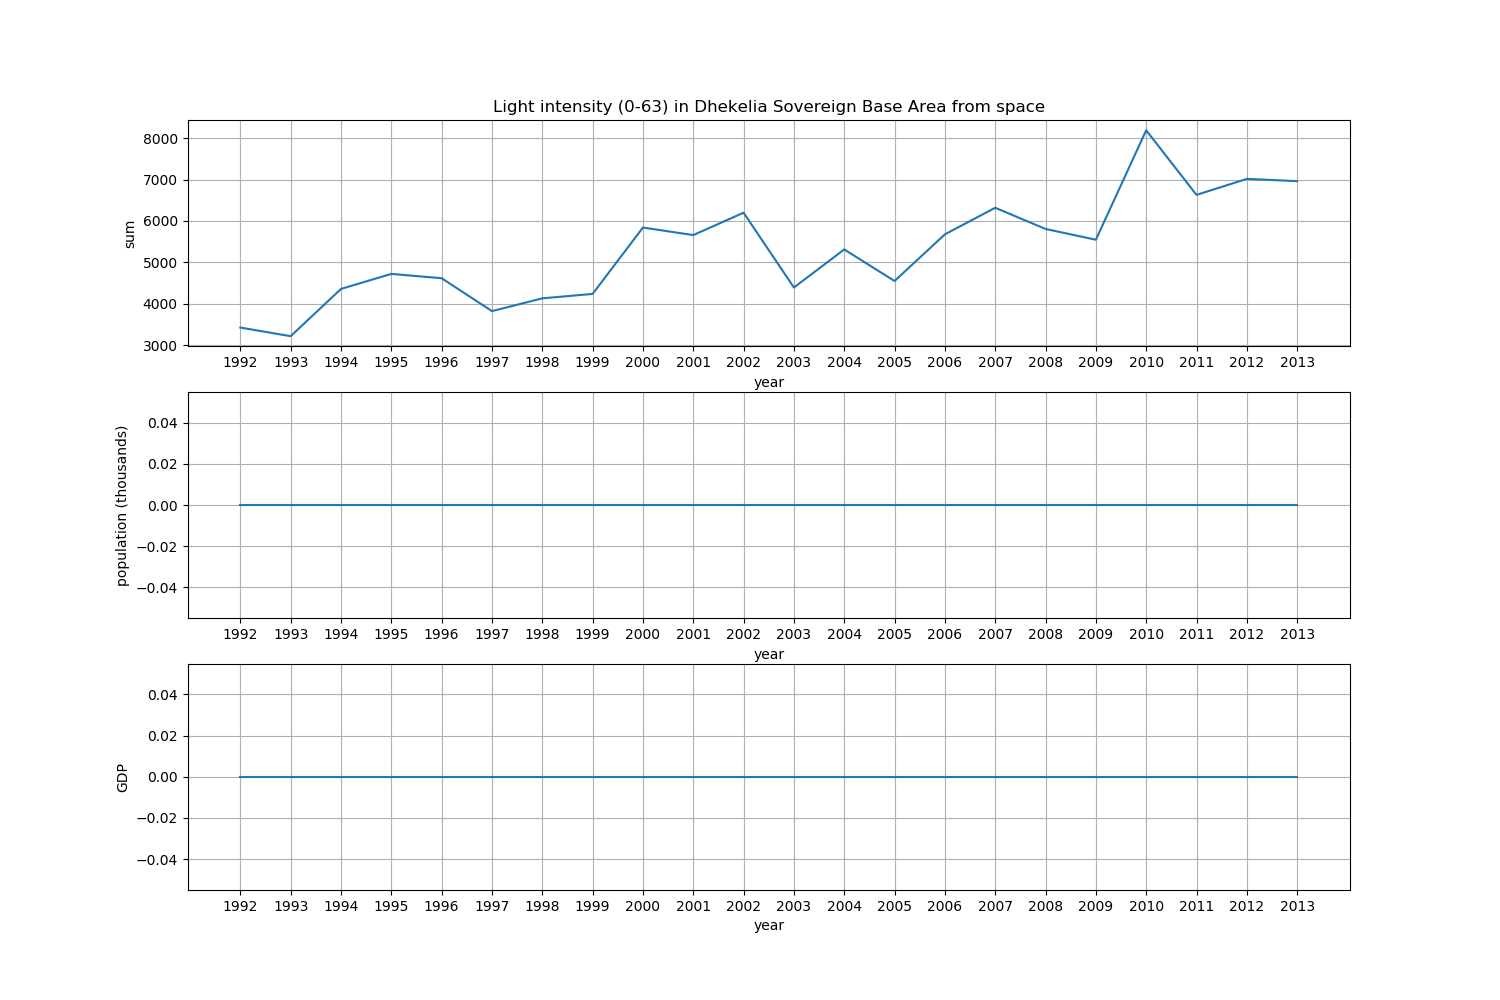 Light intensity (0-63) in Dhekelia Sovereign Base Area from space
8000
7000
6000
5000
4000
3000
sum
1992 1993 1994 1995 1996 1997 1998 1999 2000 2001 2002 2003 2004 2005 2006 2007 2008 2009 2010 2011 2012 2013
year
0.04
0.02
0.00
−0.02
−0.04
population (thousands)
1992 1993 1994 1995 1996 1997 1998 1999 2000 2001 2002 2003 2004 2005 2006 2007 2008 2009 2010 2011 2012 2013
year
0.04
0.02
0.00
−0.02
−0.04
GDP
1992 1993 1994 1995 1996 1997 1998 1999 2000 2001 2002 2003 2004 2005 2006 2007 2008 2009 2010 2011 2012 2013
year